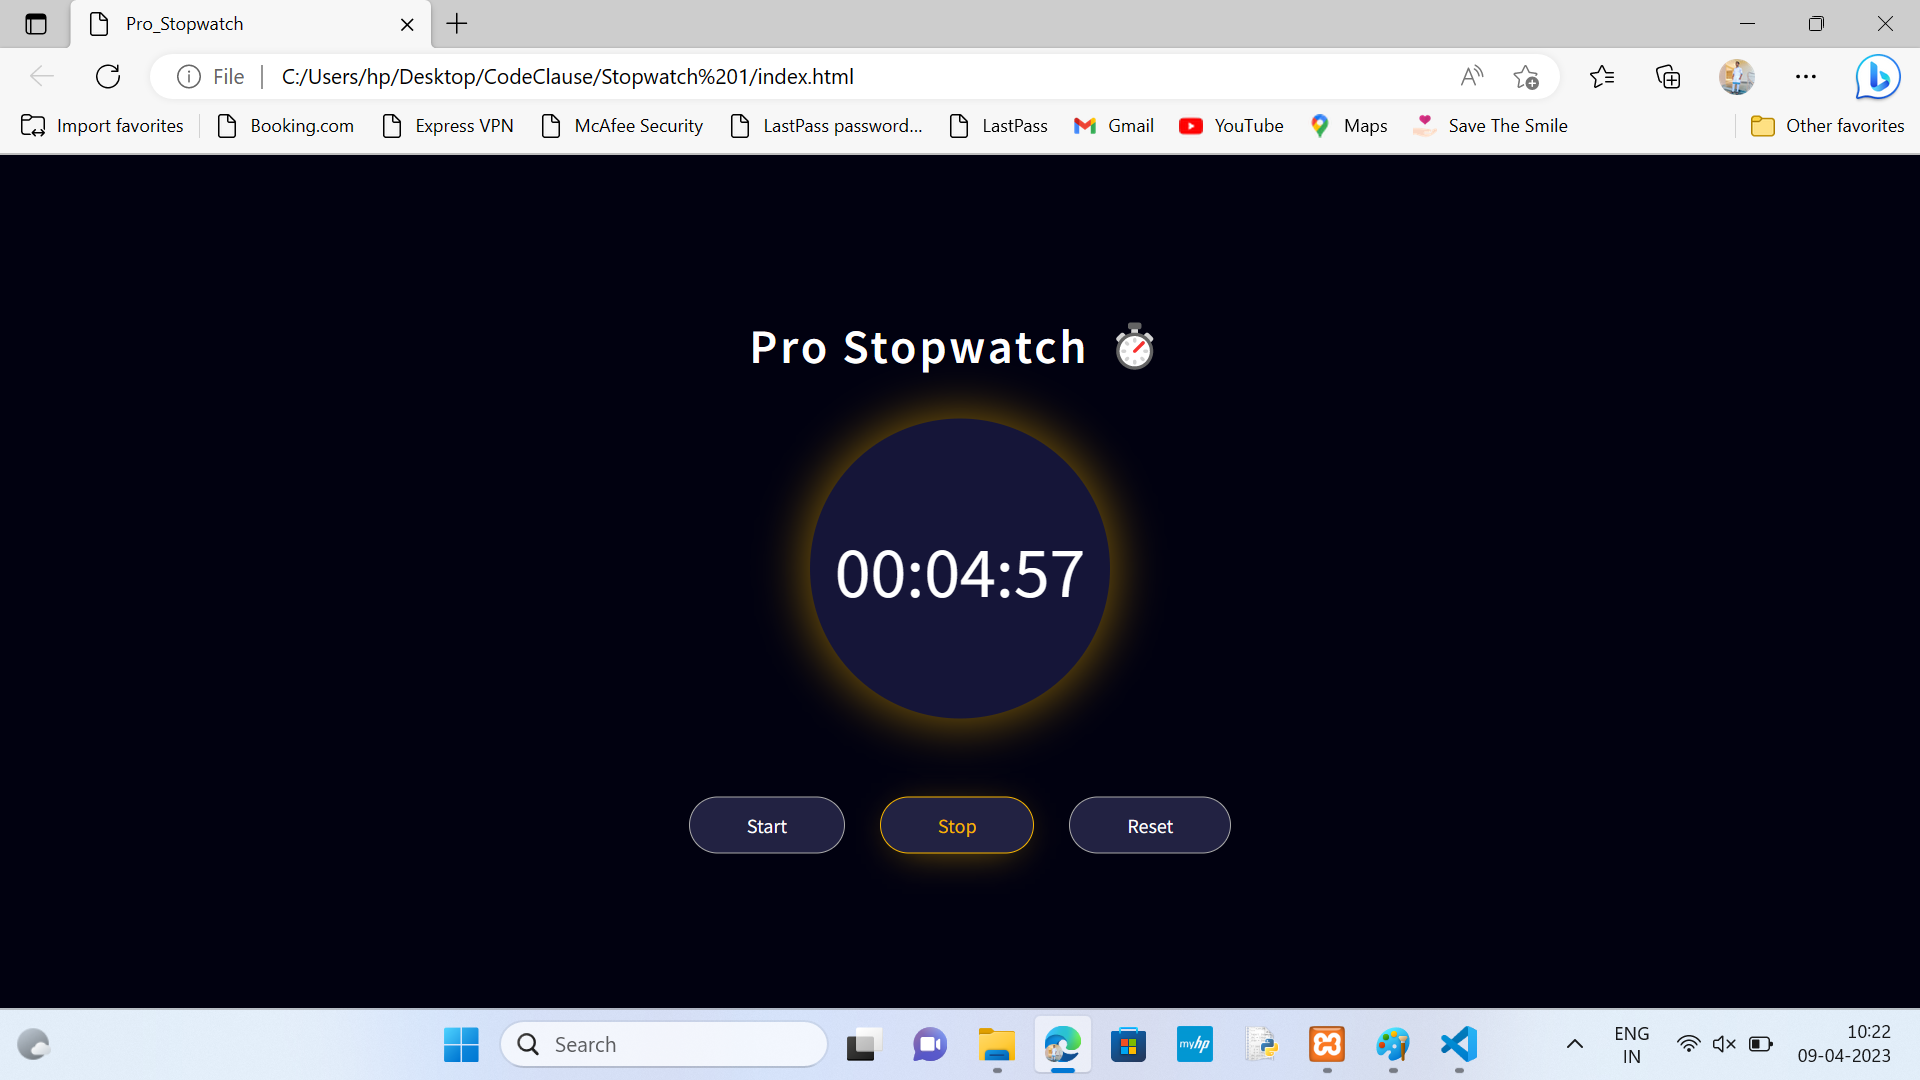 Pro_Stopwatch
File
C:/Users/hp/Desktop/CodeClause/Stopwatch%201/index.html
Import favorites Booking.com Express VPN McAfee Security LastPass password... LastPass Gmail YouTube Maps Save The Smile Other favorites
Pro Stopwatch
00:04:57
Start Stop Reset
Search
myhp
ENG
IN
10:22
09-04-2023